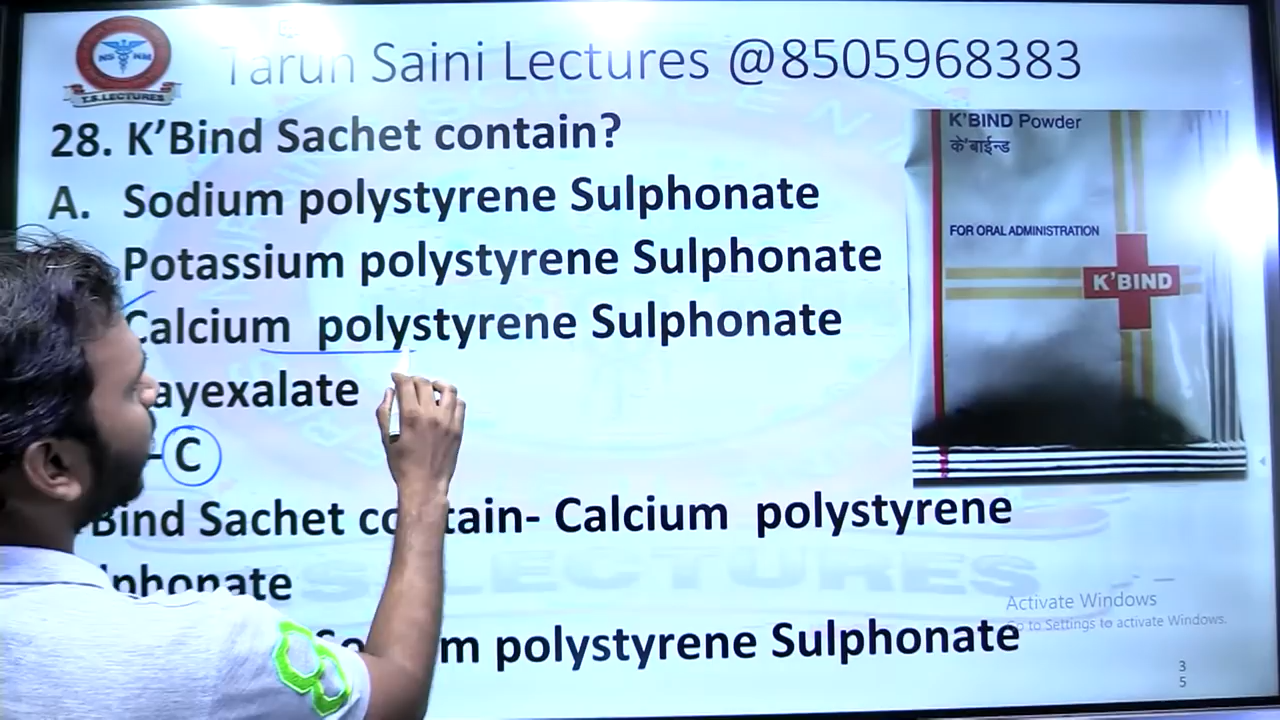 Tarun Saini Lectures @8505968383
T.S.LECTURES
28. K'Bind Sachet contain?
A. Sodium polystyrene Sulphonate
Potassium polystyrene Sulphonate
Calcium polystyrene Sulphonate
ayexalate
-C
Bind Sachet contain- Calcium polystyrene
lphonate
polystyrene Sulphonate
K'BIND Powder
के'बाईन्ड
FOR ORAL ADMINISTRATION
K'BIND
T.S.LECTURES
Activate Windows
Go to Settings to activate Windows.
3
5